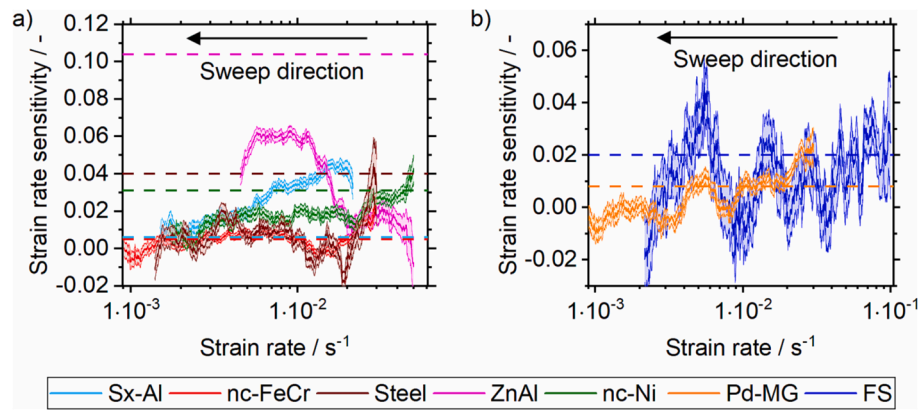 a)
Strain rate sensitivity / -
0.12
0.10
0.08
0.06
0.04
0.02
0.00
-0.02
Sweep direction
1·10⁻³
1·10⁻²
Strain rate / s⁻¹
b)
Strain rate sensitivity / -
0.06
0.04
0.02
0.00
-0.02
Sweep direction
1·10⁻³
1·10⁻²
1·10⁻¹
Strain rate / s⁻¹
Sx-Al nc-FeCr Steel ZnAl nc-Ni Pd-MG FS